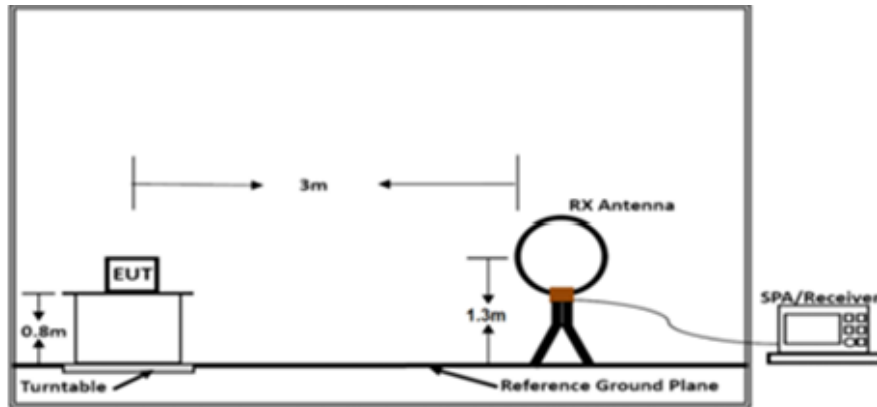 3m
RX Antenna
EUT
SPA/Receiver
0.8m
1.3m
Turntable
Reference Ground Plane